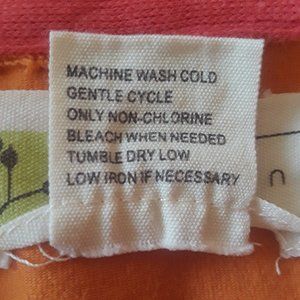 MACHINE WASH COLD
GENTLE CYCLE
ONLY NON-CHLORINE
BLEACH WHEN NEEDED
TUMBLE DRY LOW
LOW IRON IF NECESSARY